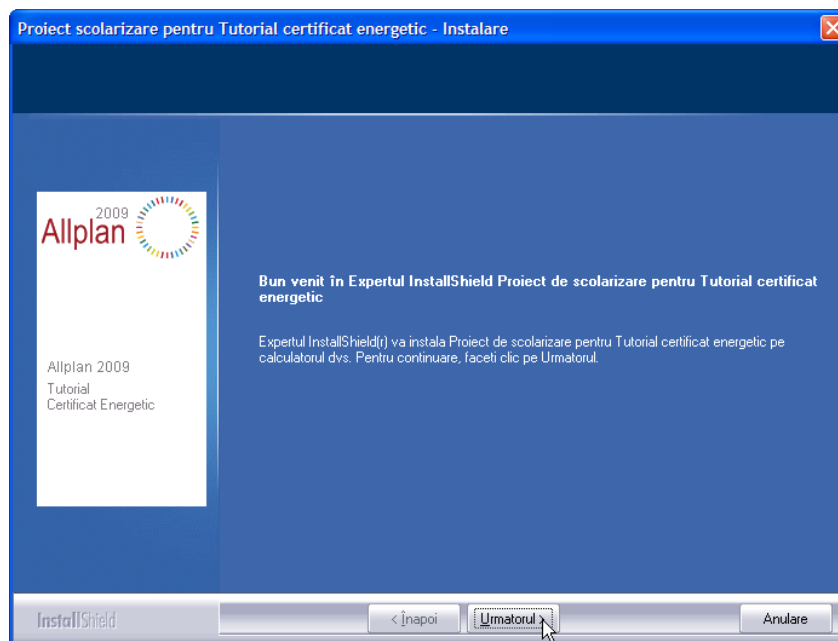 Proiect scolarizare pentru Tutorial certificat energetic - Instalare
2009
Allplan
Allplan 2009
Tutorial
Certificat Energetic
Bun venit în Expertul InstallShield Proiect de scolarizare pentru Tutorial certificat
energetic
Expertul InstallShield(r) va instala Proiect de scolarizare pentru Tutorial certificat energetic pe
calculatorul dvs. Pentru continuare, faceti clic pe Urmatorul.
InstallShield
< Înapoi
Urmatorul >
Anulare